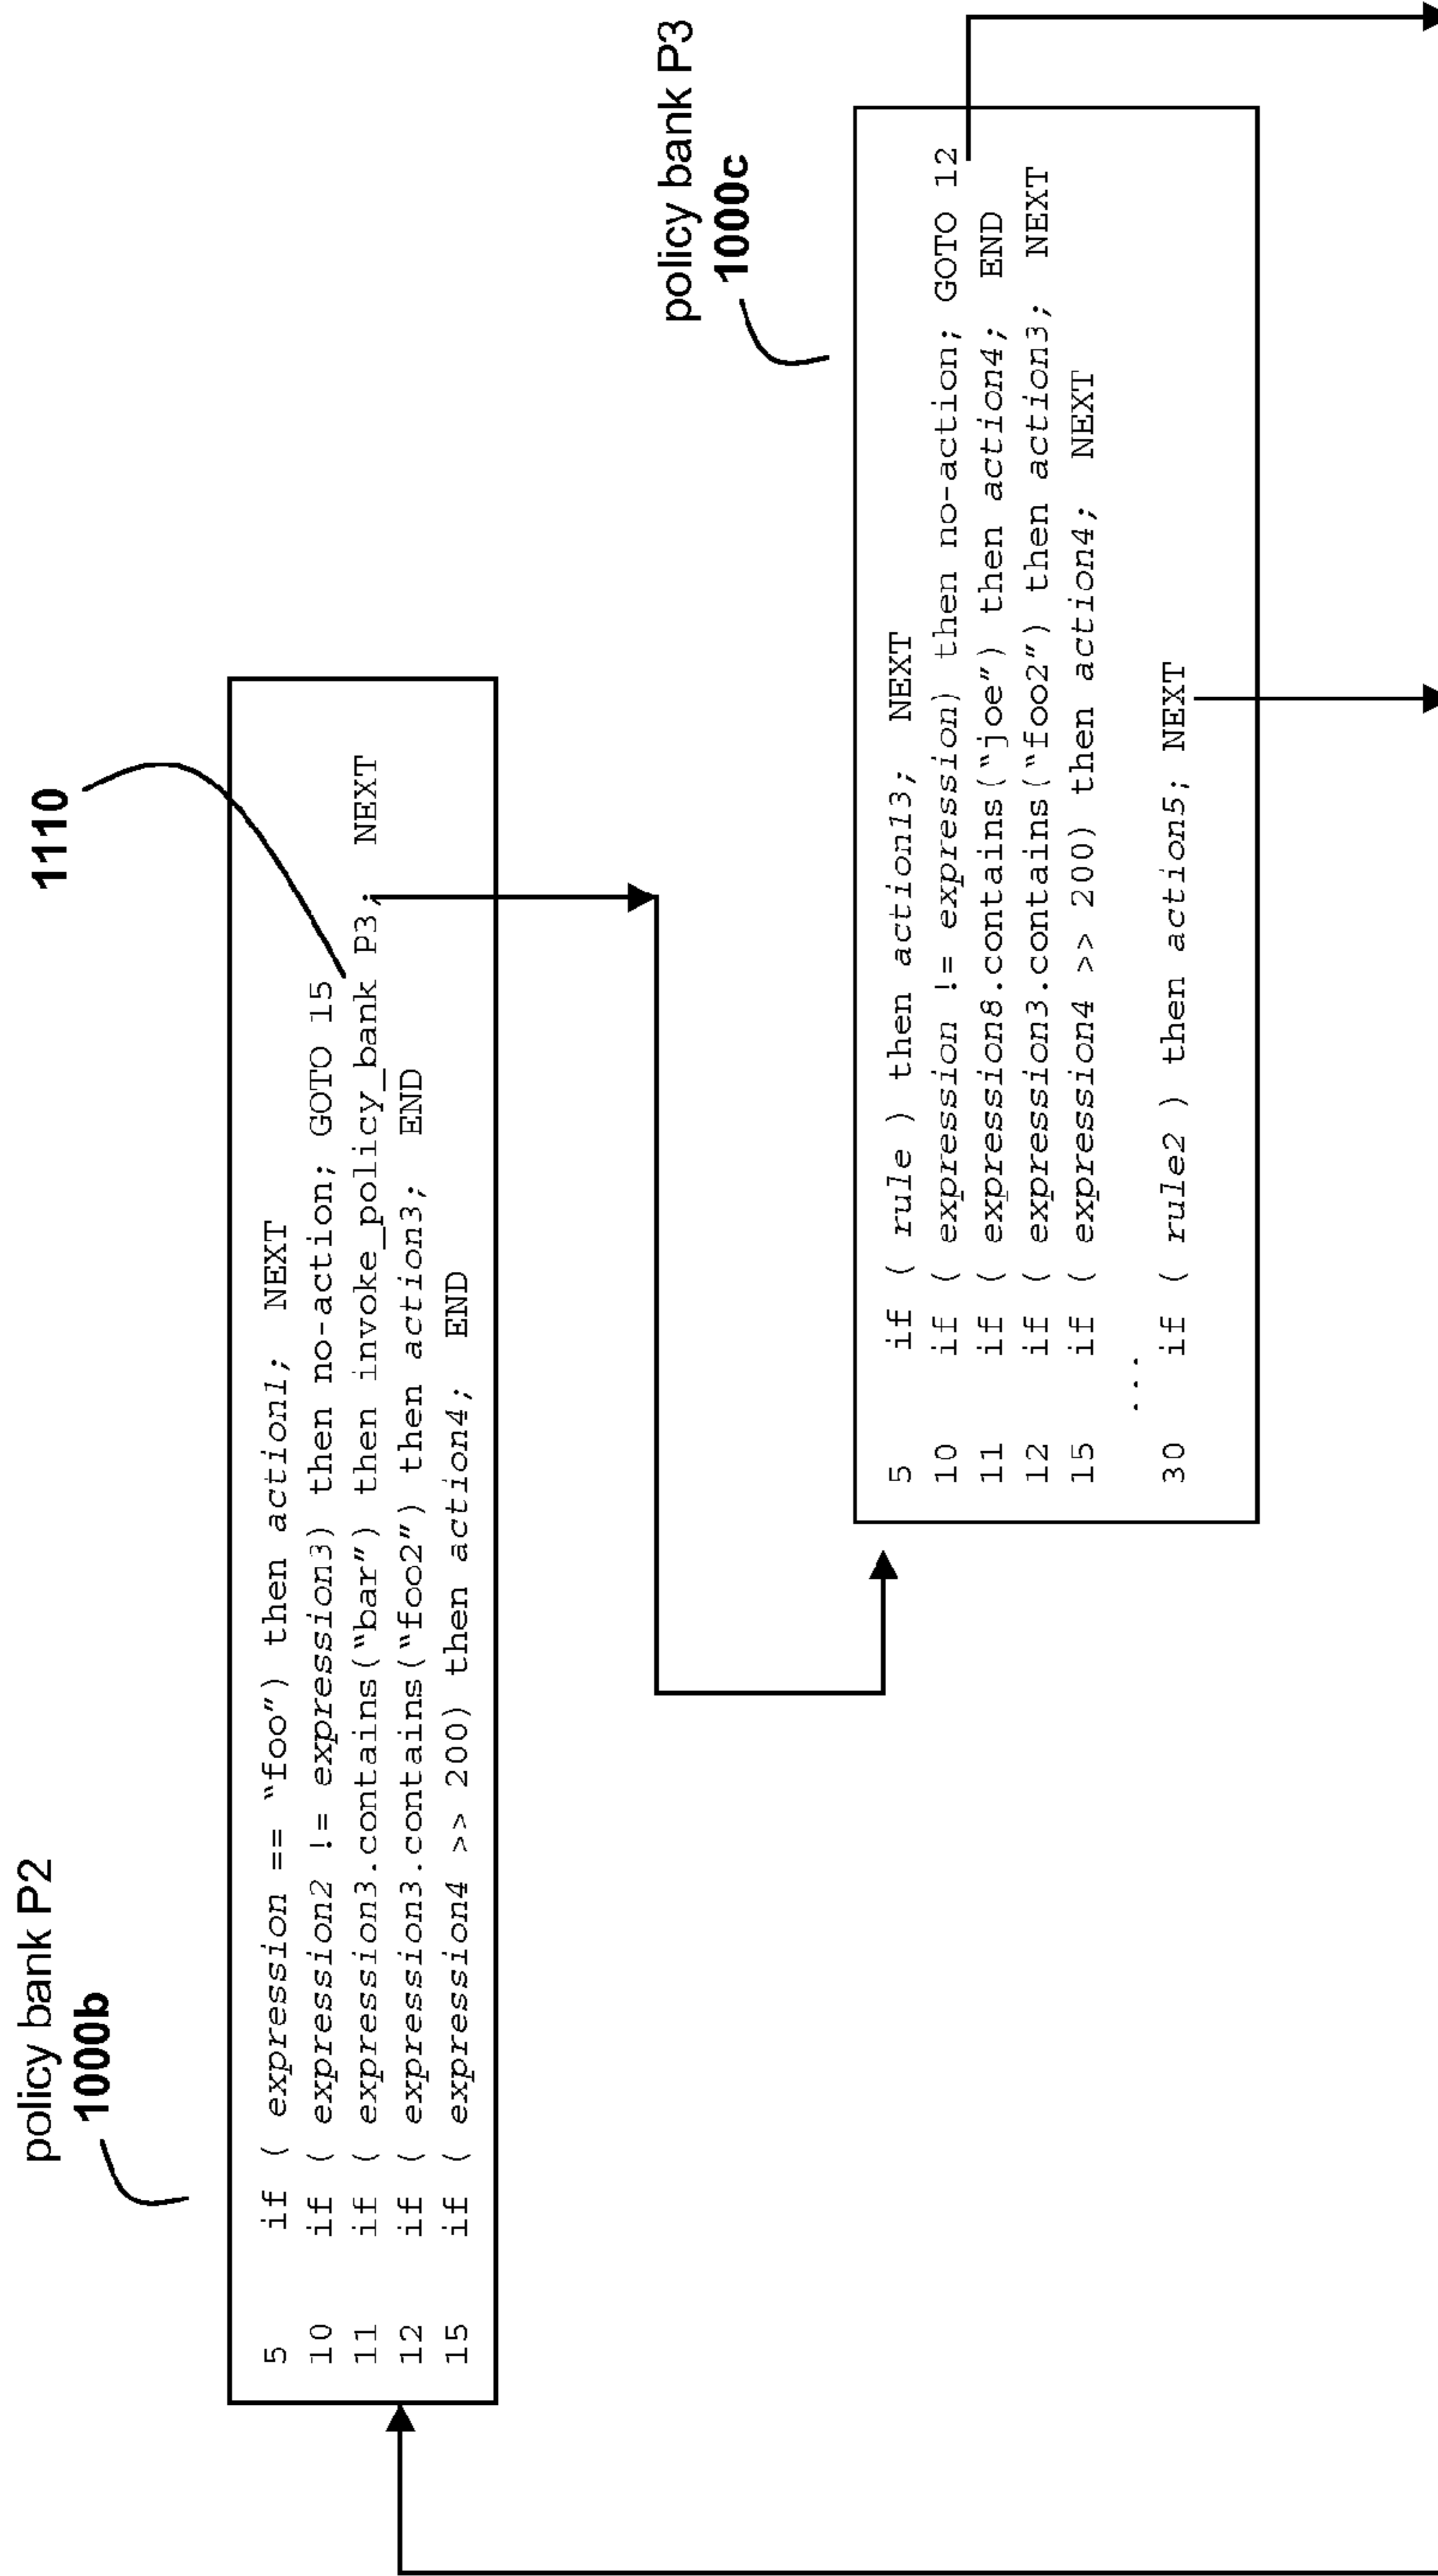 policy bank P2
1000b
1110
5 if ( expression == "foo") then action1; NEXT
10 if ( expression2 != expression3) then no-action; GOTO 15
11 if ( expression3.contains("bar") then invoke_policy_bank P3; NEXT
12 if ( expression3.contains("foo2") then action3; END
15 if ( expression4 >> 200) then action4; END
policy bank P3
1000c
5 if ( rule ) then action13; NEXT
10 if ( expression != expression) then no-action; GOTO 12
11 if ( expression8.contains("joe") then action4; END
12 if ( expression3.contains("foo2") then action3; NEXT
15 if ( expression4 >> 200) then action4; NEXT
....
30 if ( rule2 ) then action5; NEXT